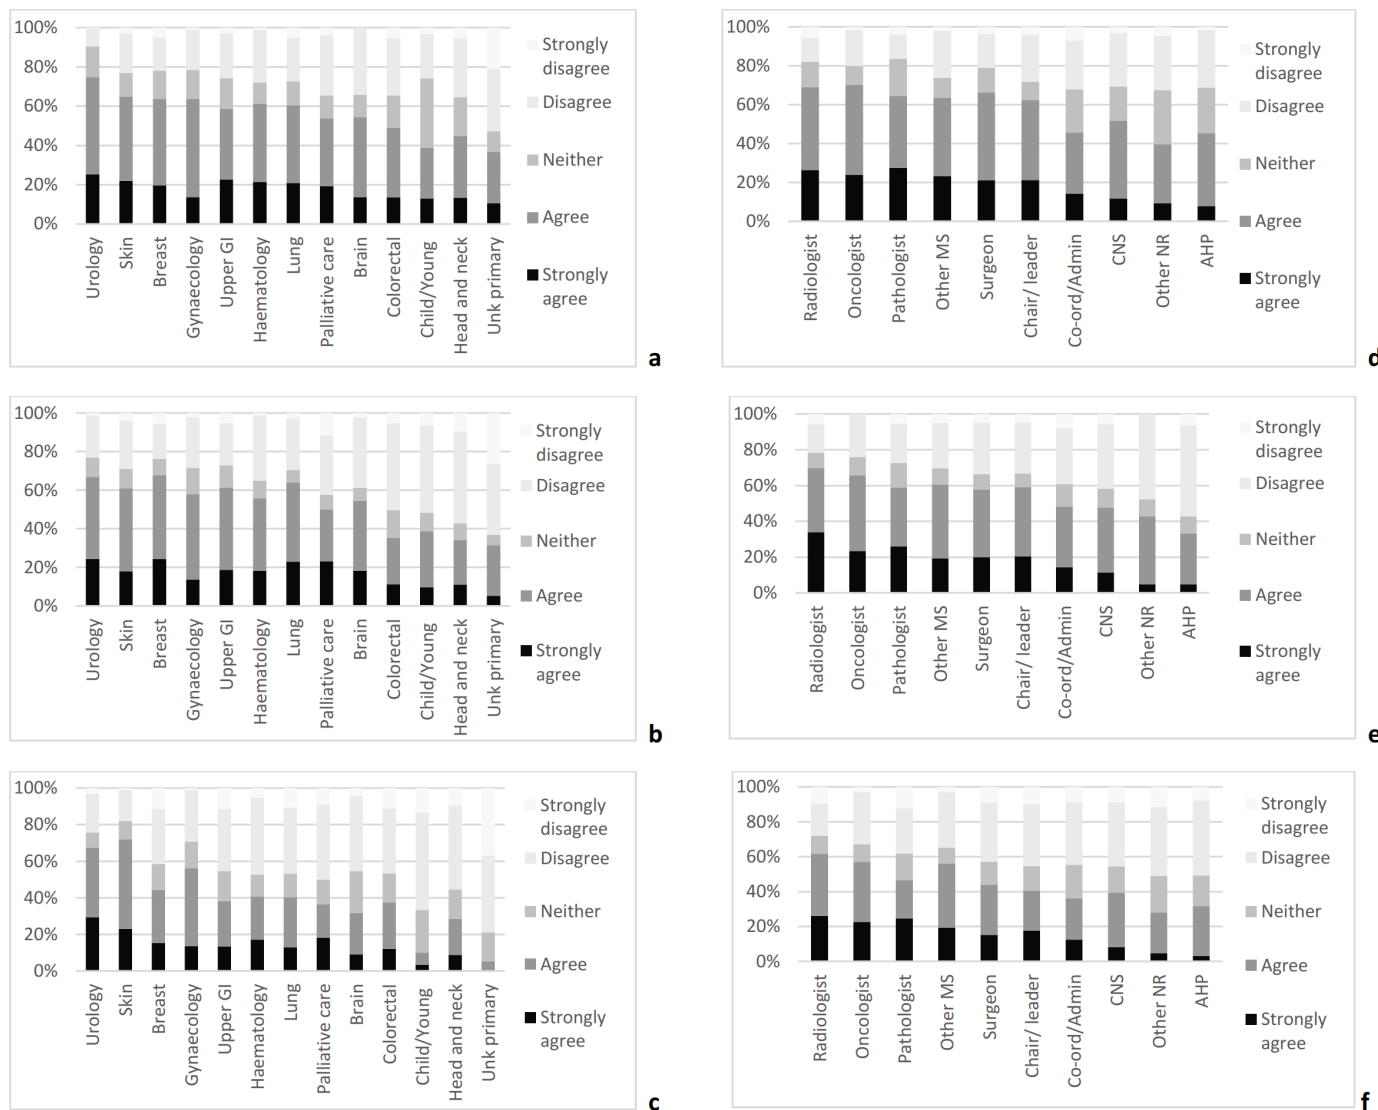 100%
80%
60%
40%
20%
0%
Urology
Skin
Breast
Gynaecology
Upper GI
Haematology
Lung
Palliative care
Brain
Colorectal
Child/Young
Head and neck
Unk primary
Strongly
disagree
Disagree
Neither
Agree
Strongly
agree
a
100%
80%
60%
40%
20%
0%
Radiologist
Oncologist
Pathologist
Other MS
Surgeon
Chair/ leader
Co-ord/Admin
CNS
Other NR
AHP
Strongly
disagree
Disagree
Neither
Agree
Strongly
agree
d
100%
80%
60%
40%
20%
0%
Urology
Skin
Breast
Gynaecology
Upper GI
Haematology
Lung
Palliative care
Brain
Colorectal
Child/Young
Head and neck
Unk primary
Strongly
disagree
Disagree
Neither
Agree
Strongly
agree
b
100%
80%
60%
40%
20%
0%
Radiologist
Oncologist
Pathologist
Other MS
Surgeon
Chair/ leader
Co-ord/Admin
CNS
Other NR
AHP
Strongly
disagree
Disagree
Neither
Agree
Strongly
agree
e
100%
80%
60%
40%
20%
0%
Urology
Skin
Breast
Gynaecology
Upper GI
Haematology
Lung
Palliative care
Brain
Colorectal
Child/Young
Head and neck
Unk primary
Strongly
disagree
Disagree
Neither
Agree
Strongly
agree
c
100%
80%
60%
40%
20%
0%
Radiologist
Oncologist
Pathologist
Other MS
Surgeon
Chair/ leader
Co-ord/Admin
CNS
Other NR
AHP
Strongly
disagree
Disagree
Neither
Agree
Strongly
agree
f